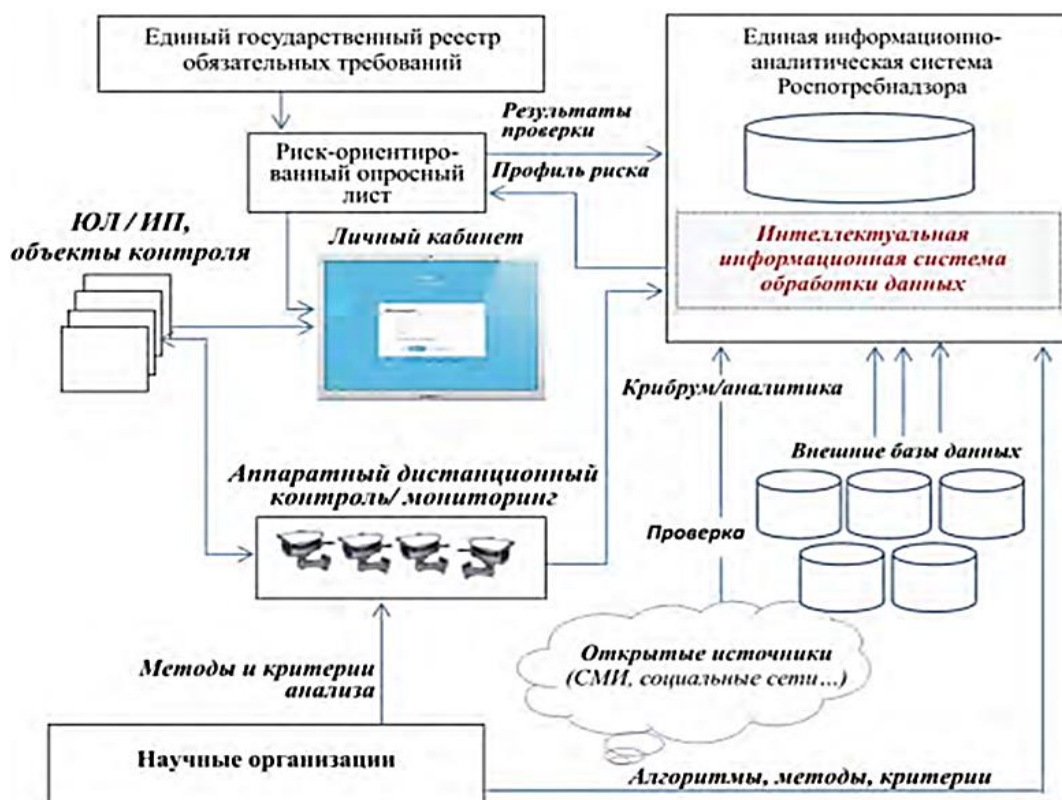 Единый государственный реестр
обязательных требований
Единая информационно-
аналитическая система
Роспотребнадзора
Результаты
проверки
Риск-ориентиро-
ванный опросный
лист
Профиль риска
ЮЛ / ИП,
объекты контроля
Личный кабинет
Интеллектуальная
информационная система
обработки данных
Крибрум/аналитика
Внешние базы данных
Аппаратный дистанционный
контроль/ мониторинг
Проверка
Открытые источники
(СМИ, социальные сети...)
Методы и критерии
анализа
Научные организации
Алгоритмы, методы, критерии